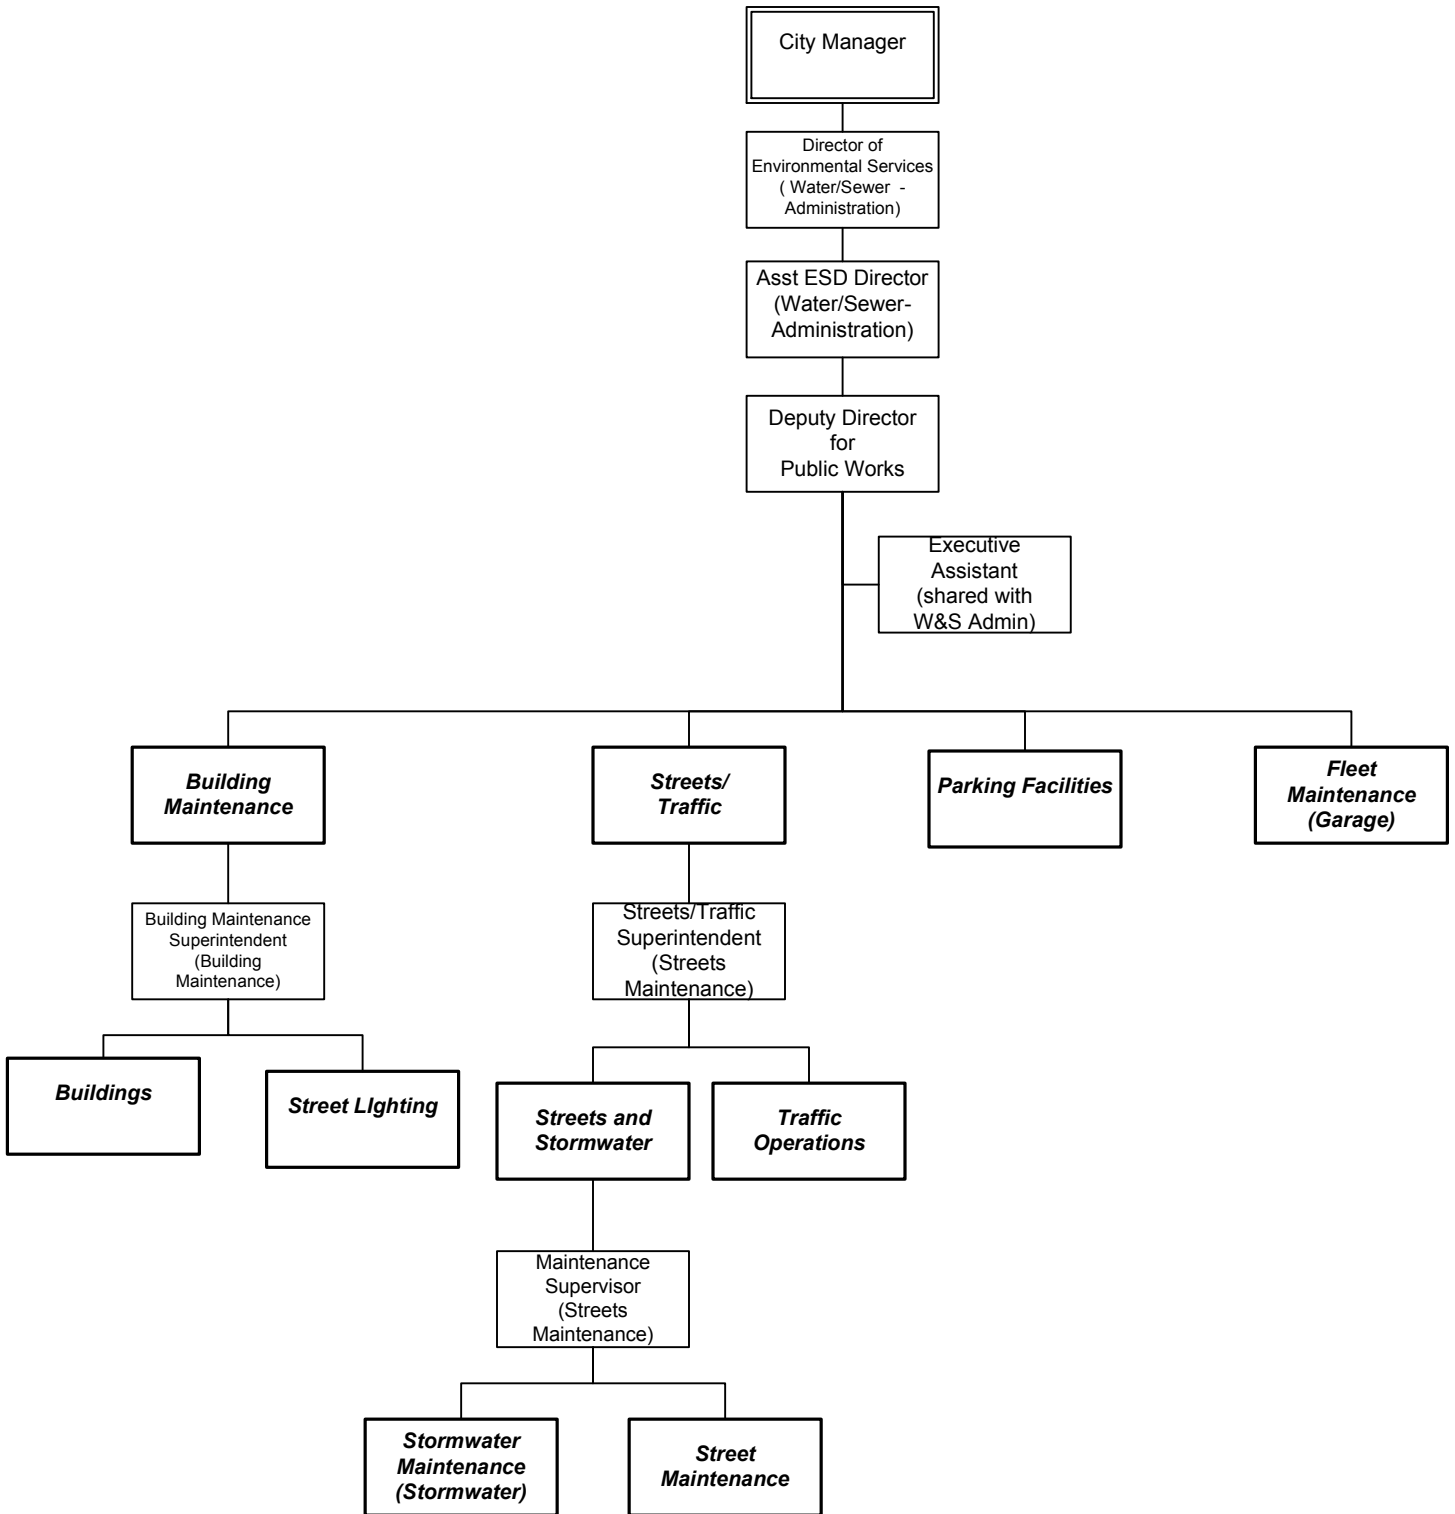 City Manager
Director of
Environmental Services
( Water/Sewer -
Administration)
Asst ESD Director
(Water/Sewer-
Administration)
Deputy Director
for
Public Works
Executive
Assistant
(shared with
W&S Admin)
Building
Maintenance
Streets/
Traffic
Parking Facilities
Fleet
Maintenance
(Garage)
Building Maintenance
Superintendent
(Building
Maintenance)
Streets/Traffic
Superintendent
(Streets
Maintenance)
Buildings
Street LIghting
Streets and
Stormwater
Traffic
Operations
Maintenance
Supervisor
(Streets
Maintenance)
Stormwater
Maintenance
(Stormwater)
Street
Maintenance